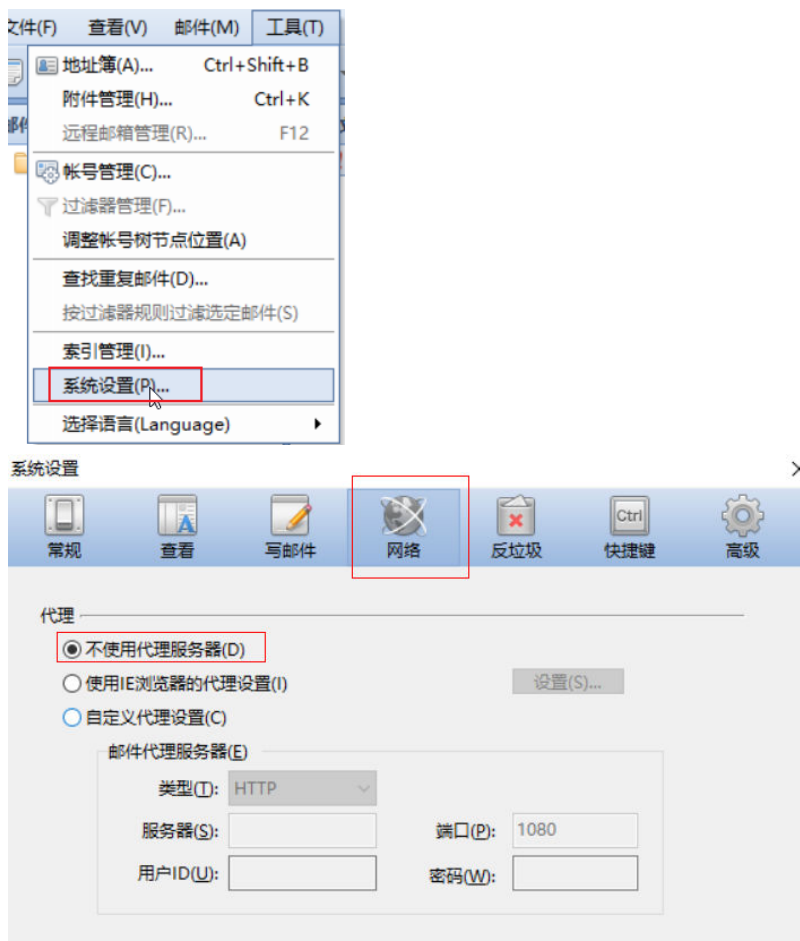 文件(F) 查看(V) 邮件(M) 工具(T)
地址簿(A)... Ctrl+Shift+B
附件管理(H)... Ctrl+K
远程邮箱管理(R)... F12
帐号管理(C)...
过滤器管理(F)...
调整帐号树节点位置(A)
查找重复邮件(D)...
按过滤器规则过滤选定邮件(S)
索引管理(I)...
系统设置(P)...
选择语言(Language)
系统设置
常规 查看 写邮件 网络 反垃圾 快捷键 高级
Ctrl
代理
不使用代理服务器(D)
使用IE浏览器的代理设置(I) 设置(S)...
自定义代理设置(C)
邮件代理服务器(E)
类型(T): HTTP
服务器(S): 端口(P): 1080
用户ID(U): 密码(W):